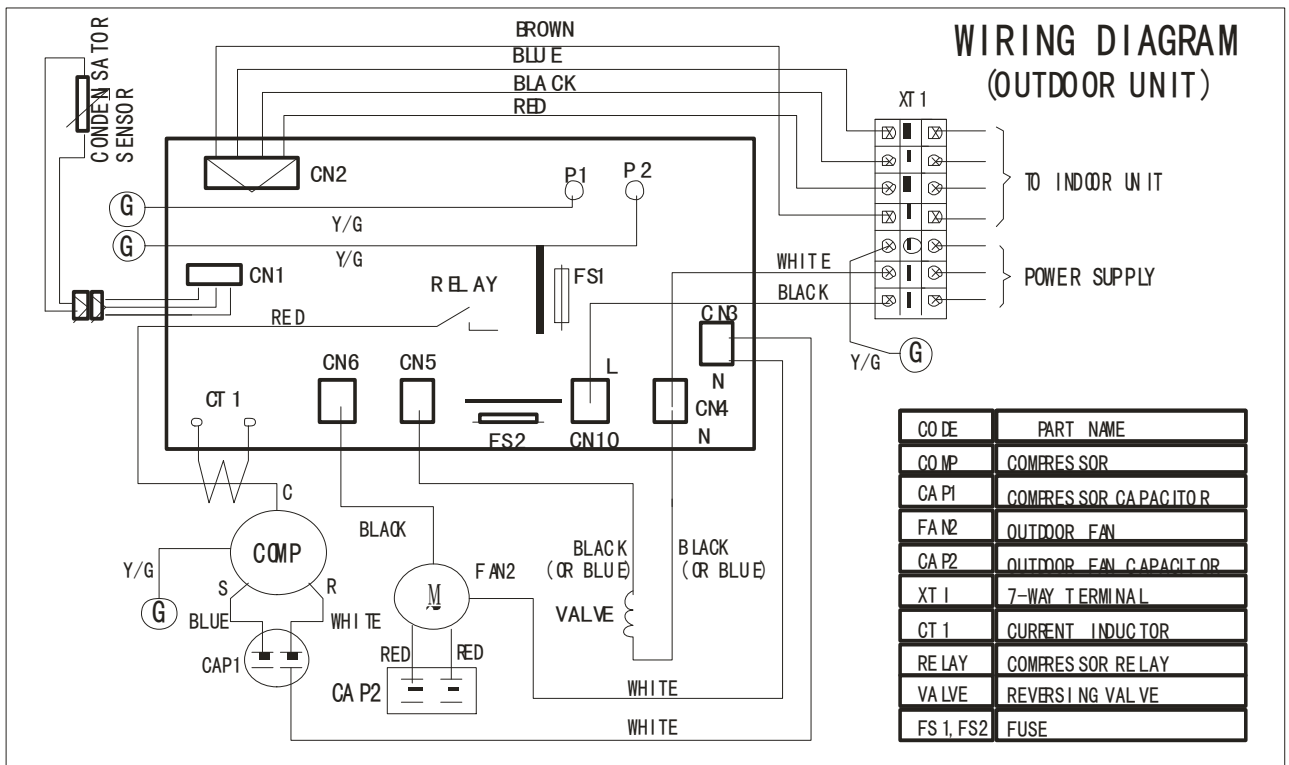 WIRING DIAGRAM
(OUTDOOR UNIT)
BROWN
BLUE
BLACK
RED
XT1
CONDENSATOR
SENSOR
CN2
P1
P2
TO INDOOR UNIT
G
Y/G
G
Y/G
CN1
RELAY
FS1
WHITE
POWER SUPPLY
BLACK
RED
CN3
Y/G
G
CN6
CN5
L
N
CT1
CN4
FS2
CN10
N
C
BLACK
COMP
BLACK
(OR BLUE)
BLACK
(OR BLUE)
Y/G
FAN2
M
S
R
G
BLUE
WHITE
VALVE
CAP1
RED
RED
CAP2
WHITE
WHITE
CODE PART NAME
COMP COMPRESSOR
CAP1 COMPRESSOR CAPACITOR
FAN2 OUTDOOR FAN
CAP2 OUTDOOR FAN CAPACITOR
XTI 7-WAY TERMINAL
CT1 CURRENT INDUCTOR
RELAY COMPRESSOR RELAY
VALVE REVERSING VALVE
FS1,FS2 FUSE